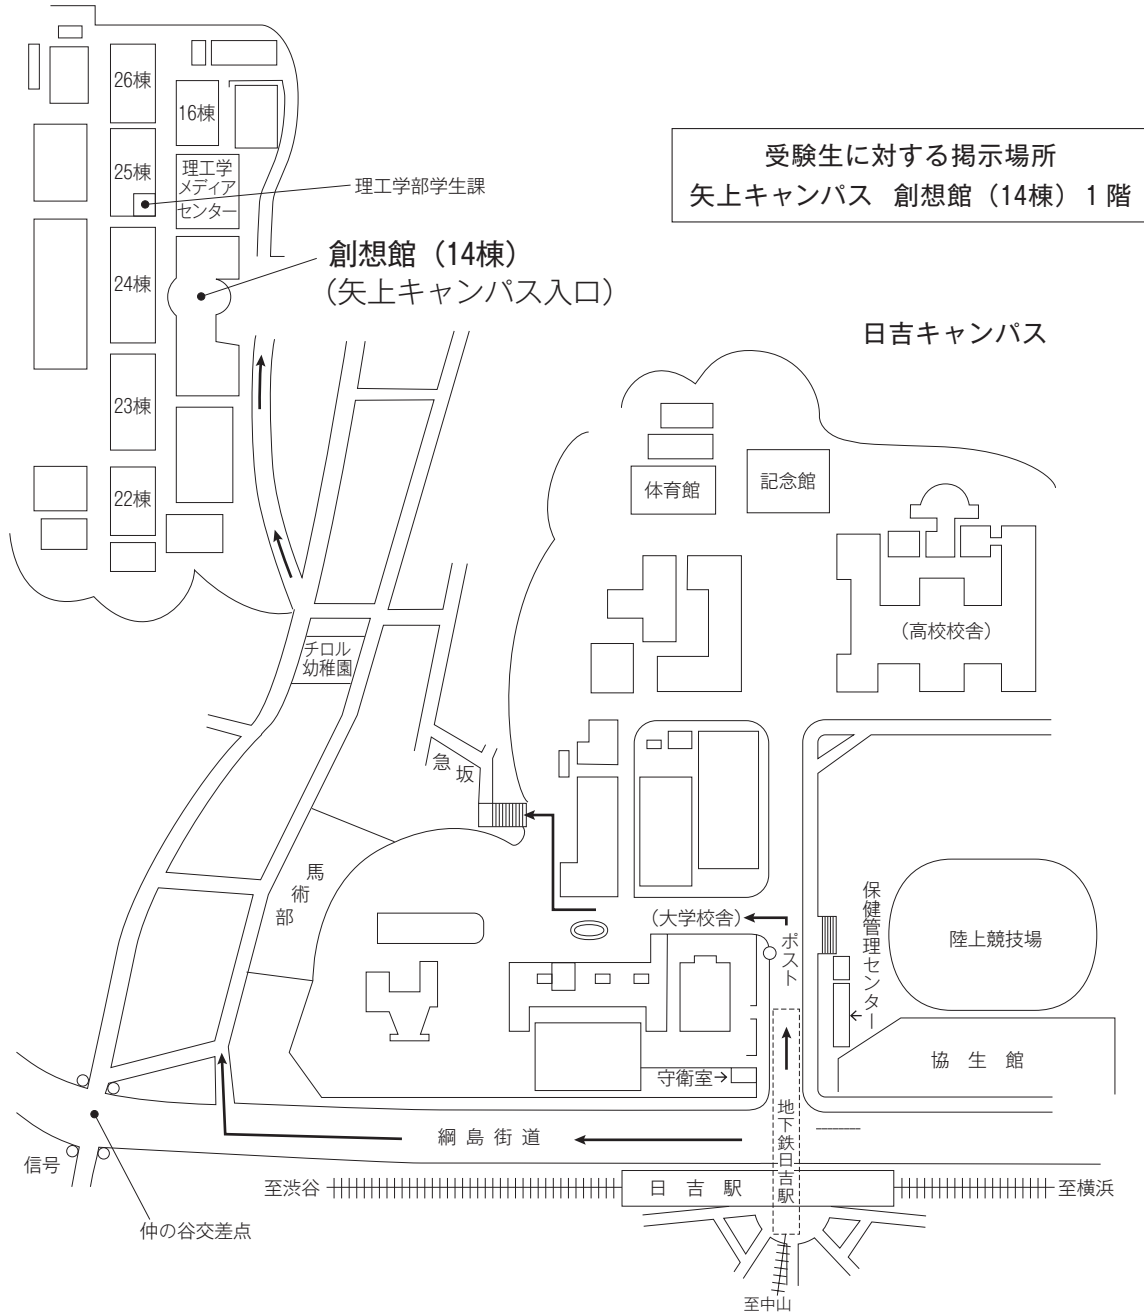 26棟
16棟
25棟
理工学
メディア
センター
理工学部学生課
受験生に対する掲示場所
矢上キャンパス 創想館（14棟）1階
創想館（14棟）
（矢上キャンパス入口）
24棟
日吉キャンパス
23棟
22棟
体育館
記念館
（高校校舎）
チロル
幼稚園
急坂
馬術部
（大学校舎）
ポスト
保健管理センター
陸上競技場
協生館
守衛室
地下鉄日吉駅
綱島街道
信号
至渋谷
日吉駅
至横浜
仲の谷交差点
至中山